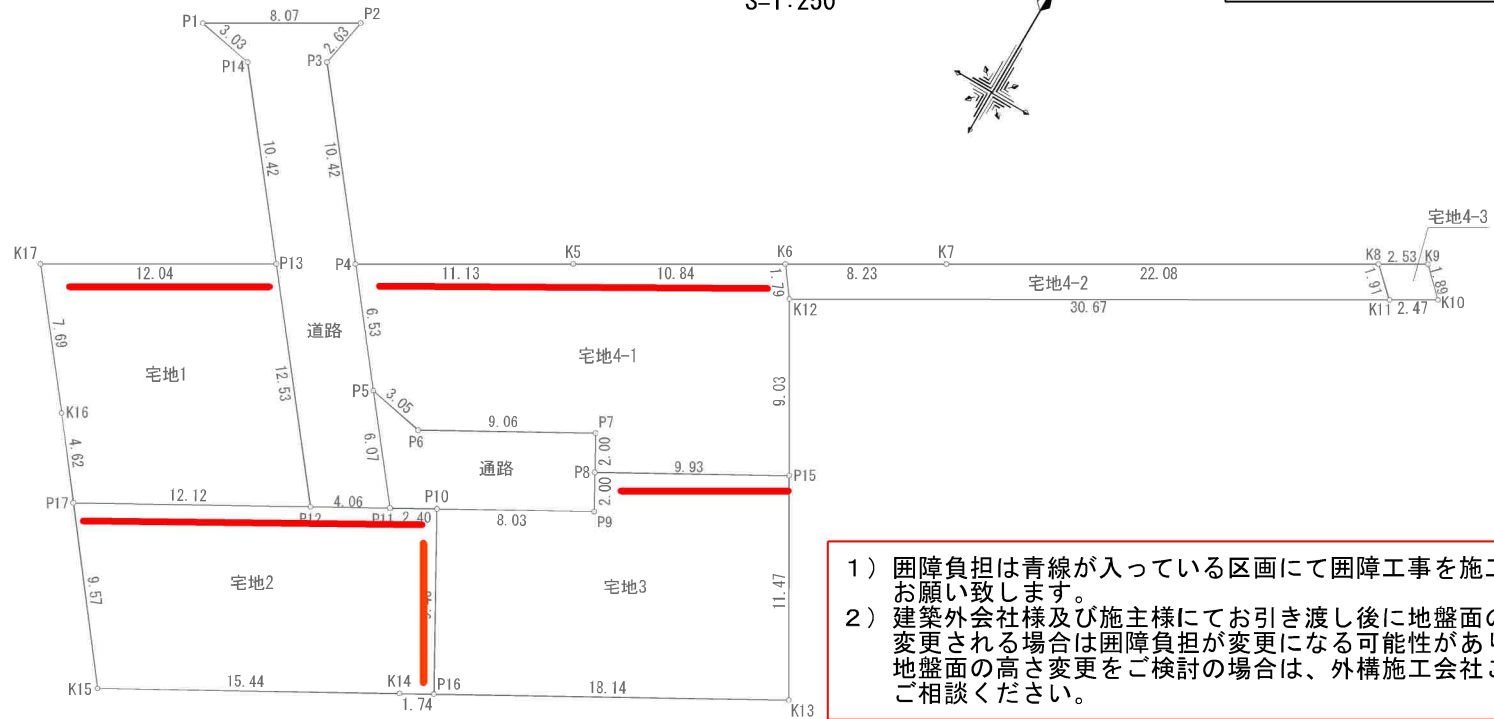 S=1:250
P1 8.07 P2
3.03 2.63
P14 P3
10.42 10.42
宅地4-3
K17 P13 P4 K5 K6 K7 K8 2.53 K9
12.04 11.13 10.84 1.79 8.23 22.08 1.91 1.89
宅地4-2
K12 30.67 K11 2.47 K10
7.69 道路 6.53
宅地1 12.53 宅地4-1
P5 3.05 9.03
K16 P6 9.06 P7
4.62 6.07 通路 2.00
P8 9.93 P15
P17 12.12 4.06 P10 2.00
P12 P11 2.40 8.03 P9
9.57 宅地2 宅地3 11.47
K15 15.44 K14 P16 18.14
1.74 K13
1）囲障負担は青線が入っている区画にて囲障工事を施工
お願い致します。
2）建築外会社様及び施主様にてお引き渡し後に地盤面の
変更される場合は囲障負担が変更になる可能性があり
地盤面の高さ変更をご検討の場合は、外構施工会社こ
ご相談ください。